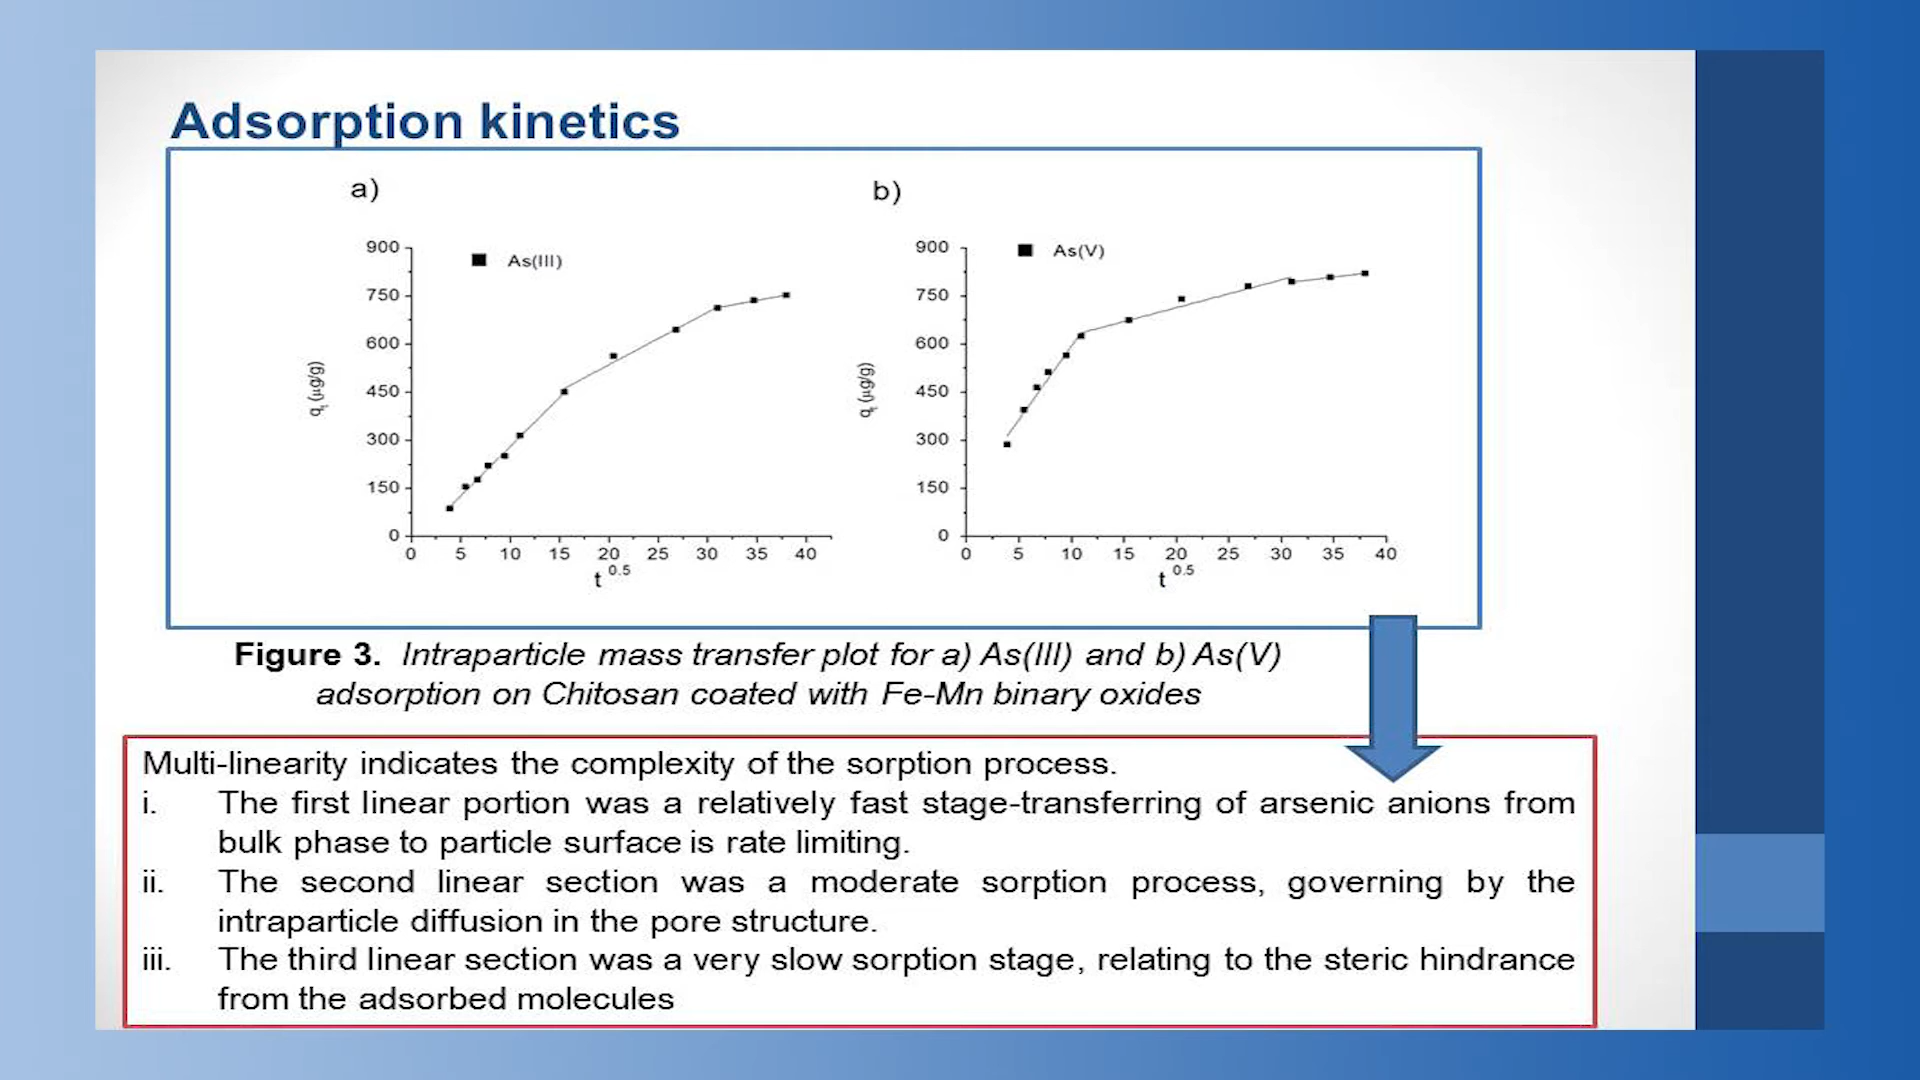 Adsorption kinetics
a)
b)
As(III)
As(V)
900
750
600
450
300
150
0
qt (µg/g)
0 5 10 15 20 25 30 35 40
t 0.5
900
750
600
450
300
150
0
qt (µg/g)
0 5 10 15 20 25 30 35 40
t 0.5
Figure 3. Intraparticle mass transfer plot for a) As(III) and b) As(V)
adsorption on Chitosan coated with Fe-Mn binary oxides
Multi-linearity indicates the complexity of the sorption process.
i. The first linear portion was a relatively fast stage-transferring of arsenic anions from
bulk phase to particle surface is rate limiting.
ii. The second linear section was a moderate sorption process, governing by the
intraparticle diffusion in the pore structure.
iii. The third linear section was a very slow sorption stage, relating to the steric hindrance
from the adsorbed molecules